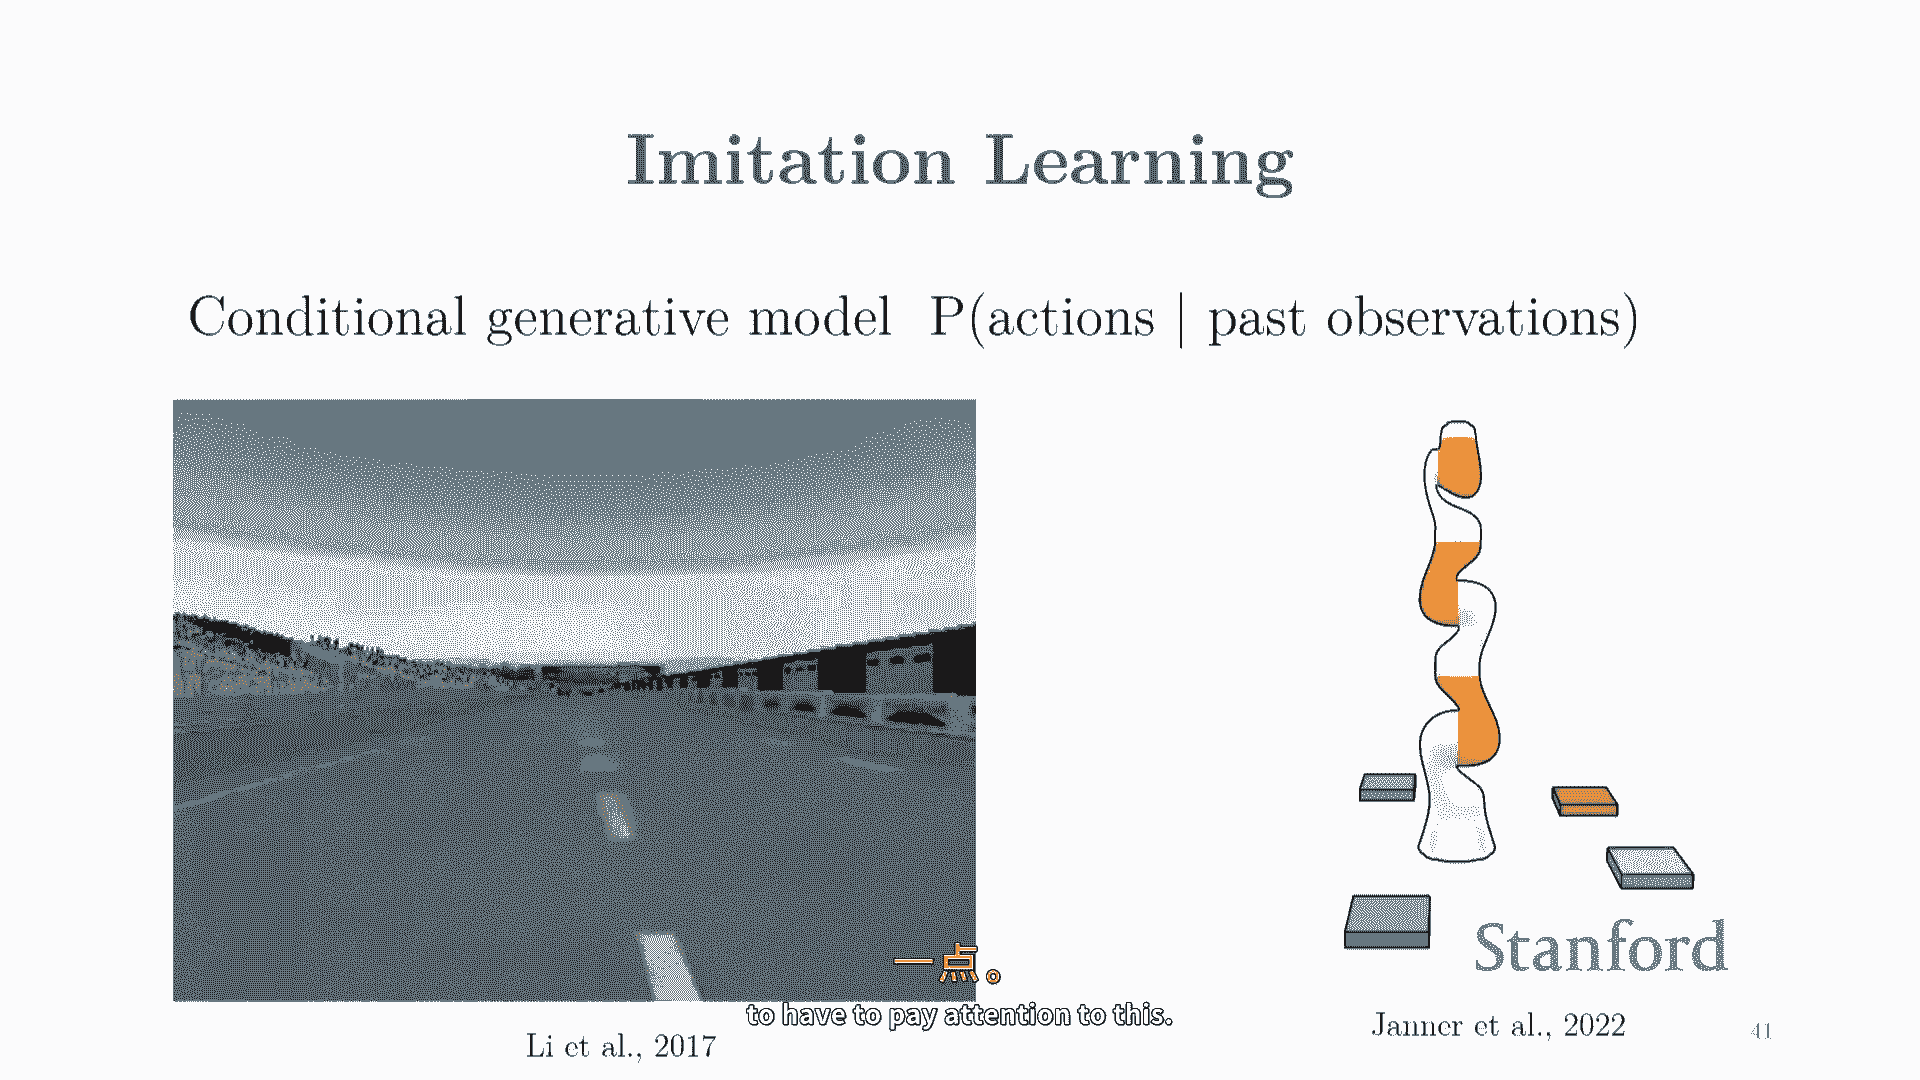 Imitation Learning
Conditional generative model P(actions | past observations)
Stanford
一点。
to have to pay attention to this.
Li et al., 2017
Janner et al., 2022
41